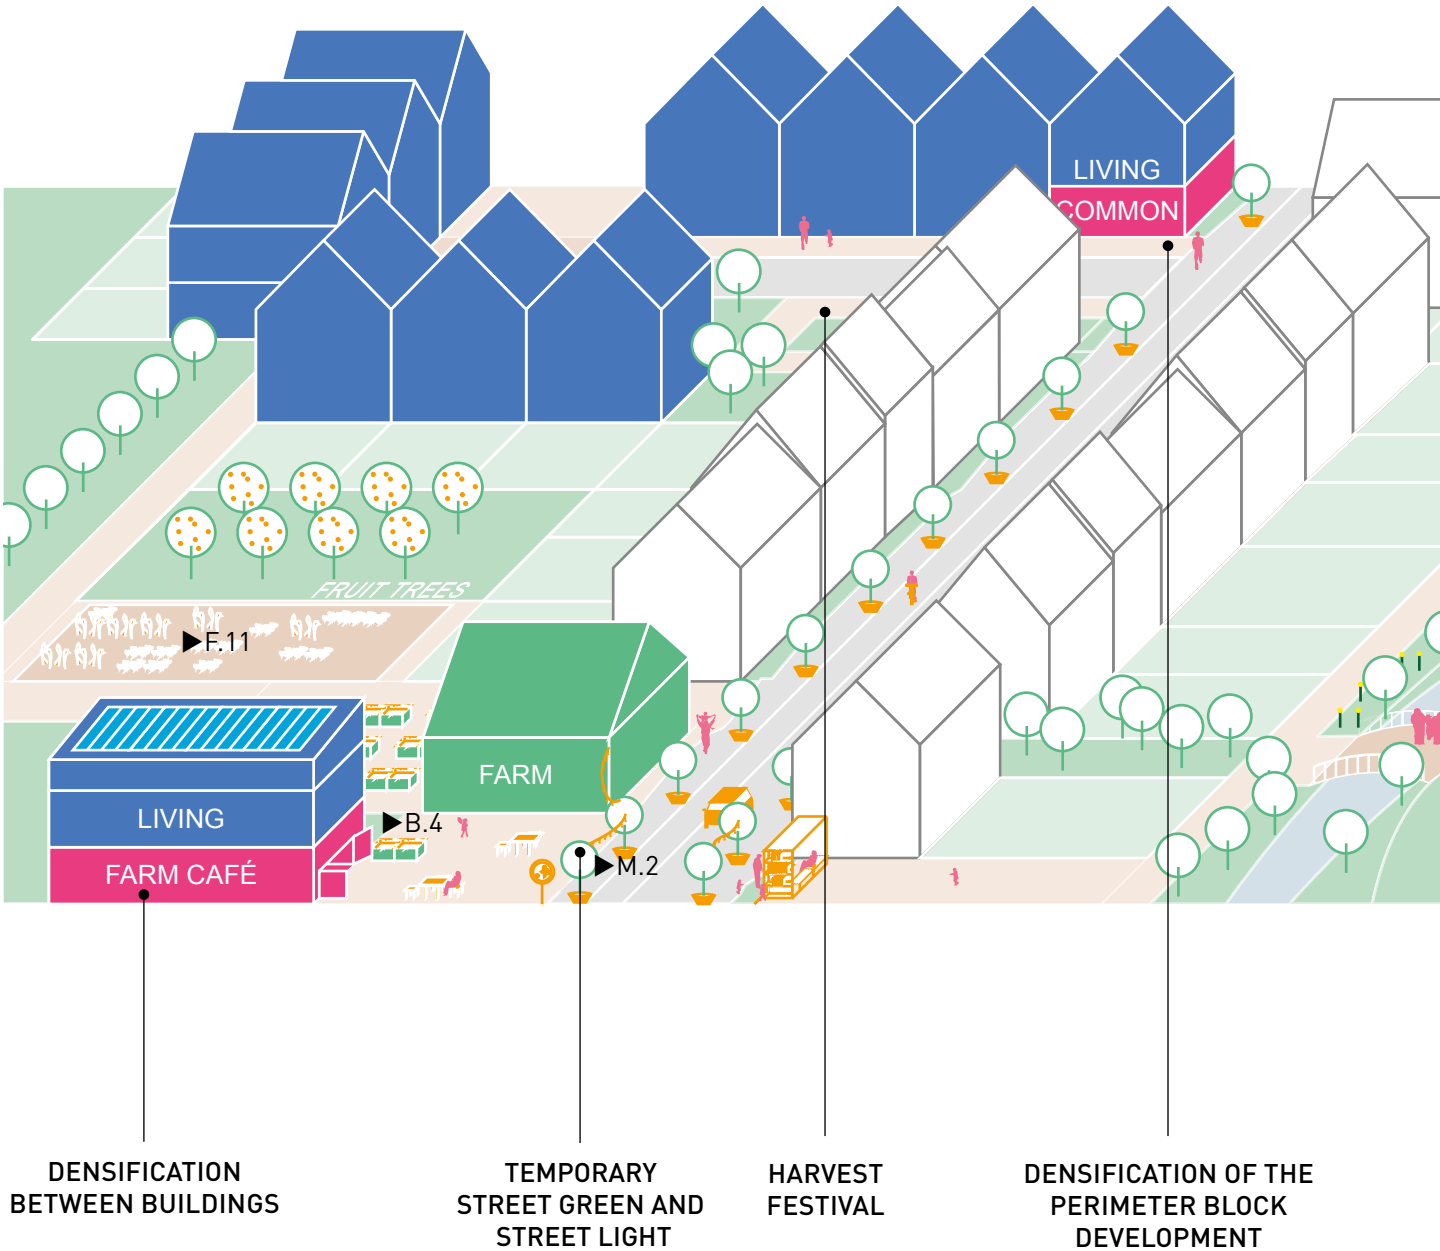 LIVING
COMMON
FRUIT TREES
▶F.11
FARM
LIVING
▶B.4
FARM CAFÉ
▶M.2
DENSIFICATION
BETWEEN BUILDINGS
TEMPORARY
STREET GREEN AND
STREET LIGHT
HARVEST
FESTIVAL
DENSIFICATION OF THE
PERIMETER BLOCK
DEVELOPMENT